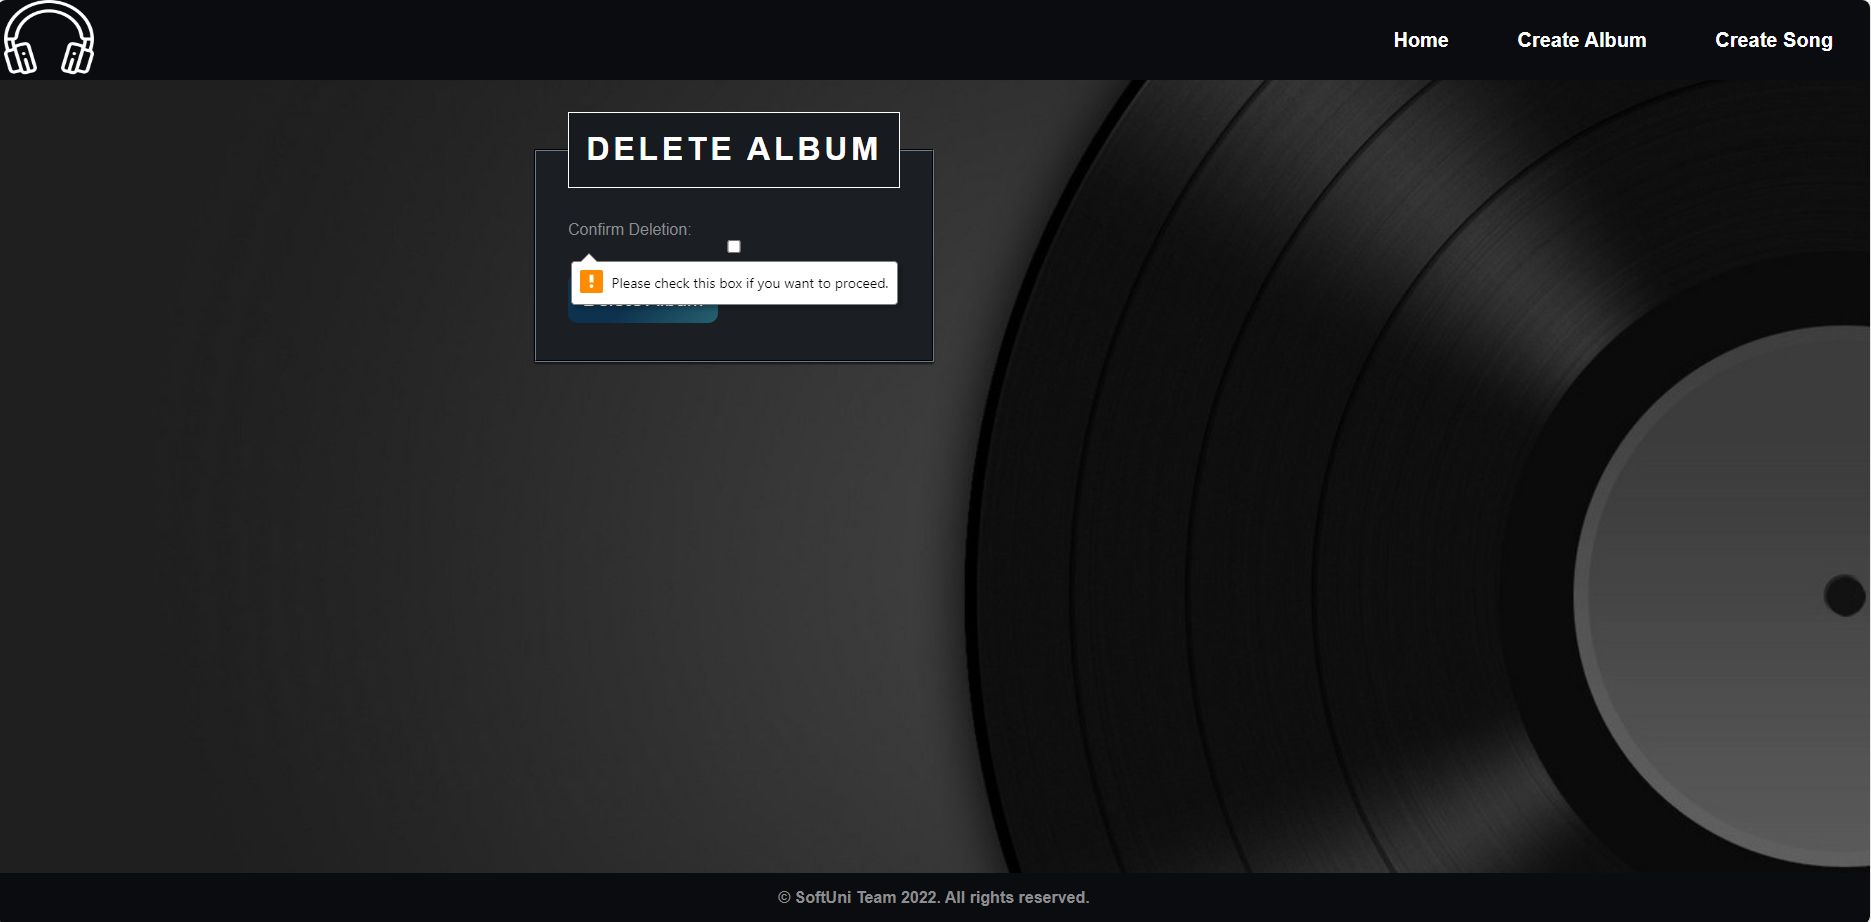 Home Create Album Create Song
DELETE ALBUM
Confirm Deletion:
Please check this box if you want to proceed.
© SoftUni Team 2022. All rights reserved.